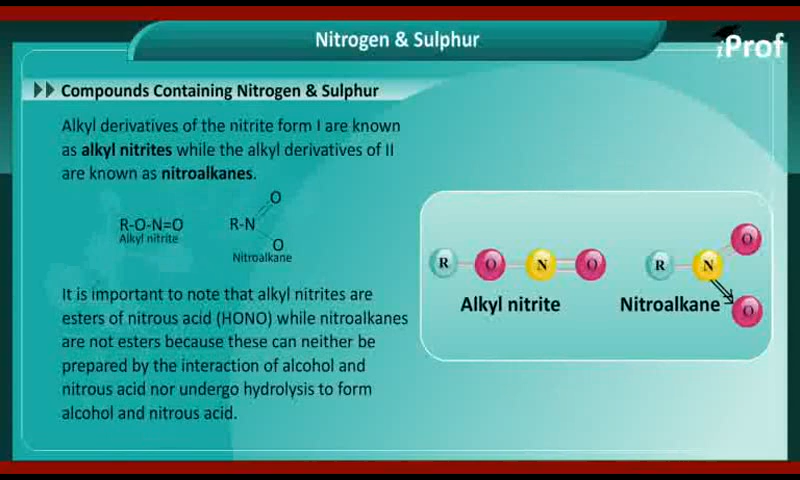 Nitrogen & Sulphur
iProf
Compounds Containing Nitrogen & Sulphur
Alkyl derivatives of the nitrite form I are known
as alkyl nitrites while the alkyl derivatives of II
are known as nitroalkanes.
O
R-O-N=O
R-N
Alkyl nitrite
O
Nitroalkane
It is important to note that alkyl nitrites are
esters of nitrous acid (HONO) while nitroalkanes
are not esters because these can neither be
prepared by the interaction of alcohol and
nitrous acid nor undergo hydrolysis to form
alcohol and nitrous acid.
R O N O
Alkyl nitrite
R N O
O
Nitroalkane